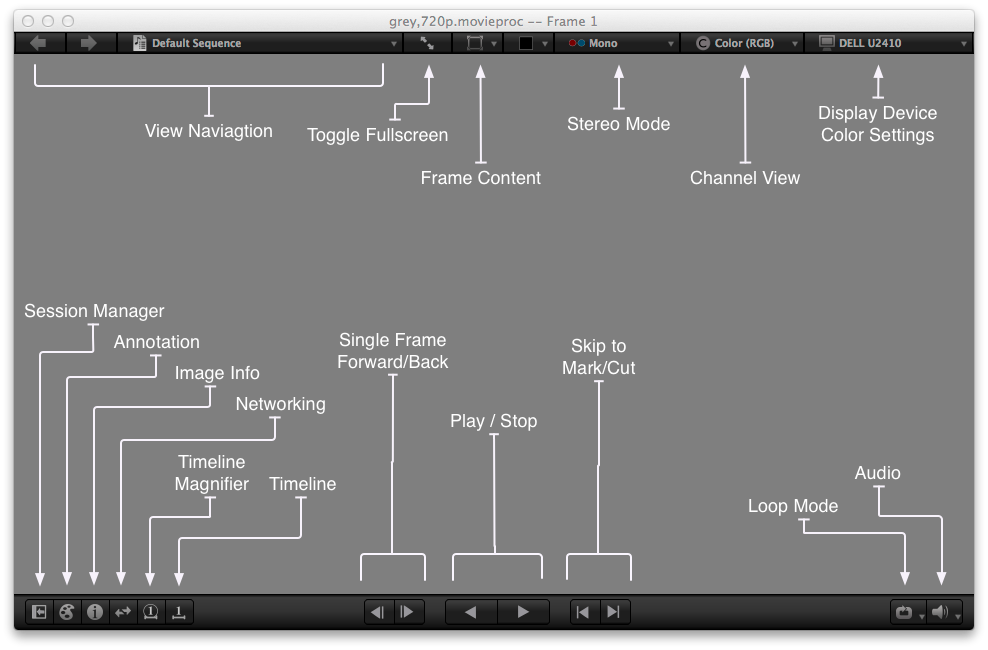 grey,720p.movieproc -- Frame 1
Default Sequence
Mono
Color (RGB)
DELL U2410
View Naviagtion
Toggle Fullscreen
Frame Content
Stereo Mode
Channel View
Display Device
Color Settings
Session Manager
Annotation
Image Info
Networking
Timeline
Magnifier
Timeline
Single Frame
Forward/Back
Play / Stop
Skip to
Mark/Cut
Loop Mode
Audio